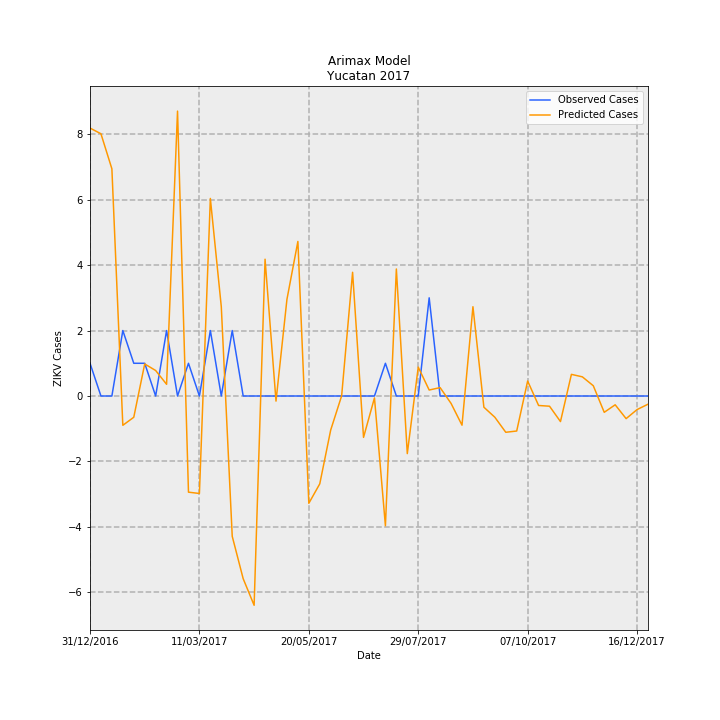 Arimax Model
Yucatan 2017
Observed Cases
Predicted Cases
8
6
4
2
0
−2
−4
−6
ZIKV Cases
31/12/2016
11/03/2017
20/05/2017
29/07/2017
07/10/2017
16/12/2017
Date